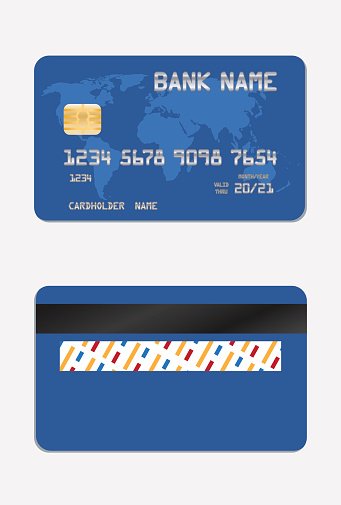 BANK NAME
1234 5678 9098 7654
1234
MONTH/YEAR
VALID THRU 20/21
CARDHOLDER NAME